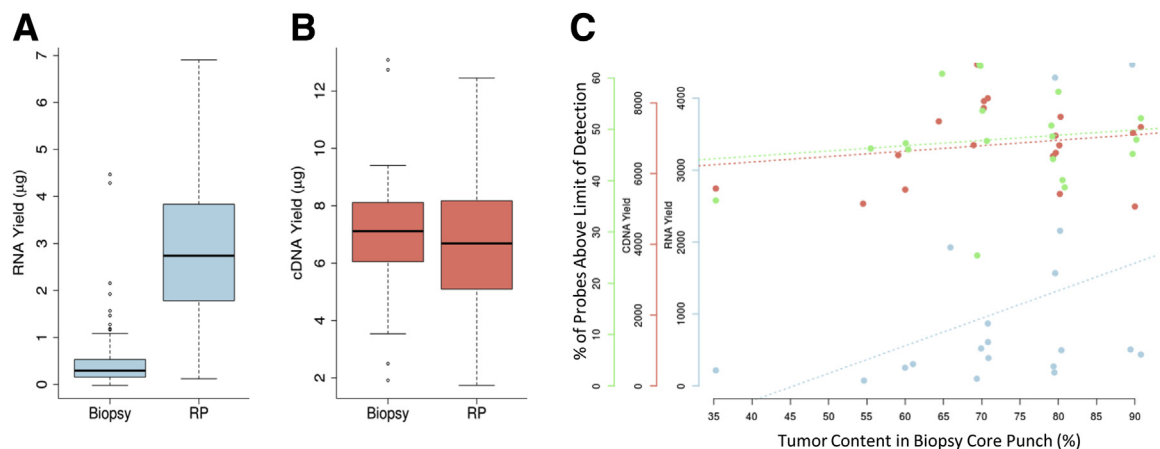 A
B
C
RNA Yield (µg)
7
6
5
4
3
2
1
0
Biopsy
RP
cDNA Yield (µg)
12
10
8
6
4
2
Biopsy
RP
% of Probes Above Limit of Detection
60
50
40
30
20
10
0
CDNA Yield
8000
6000
4000
2000
0
RNA Yield
4000
3000
2000
1000
0
35 40 45 50 55 60 65 70 75 80 85 90
Tumor Content in Biopsy Core Punch (%)